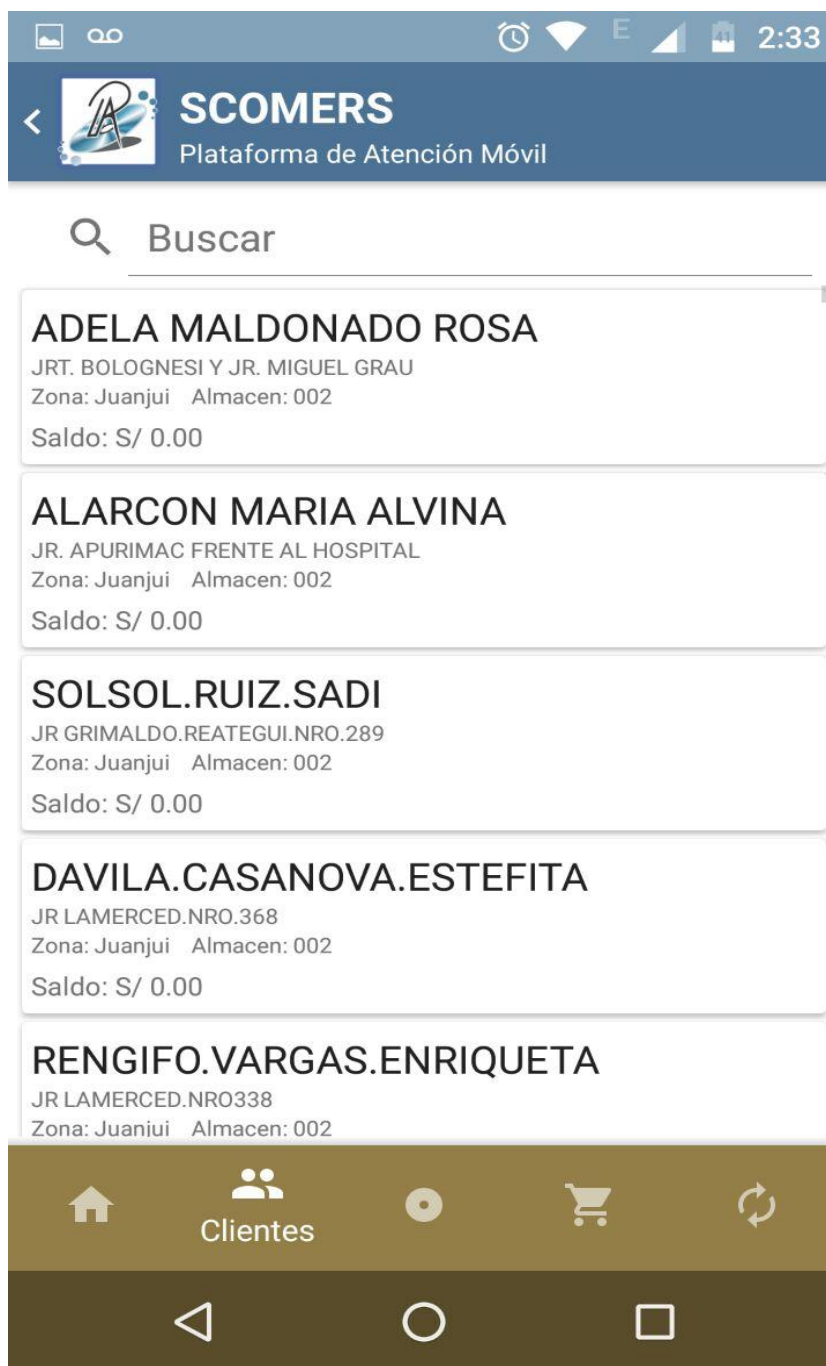 E 41 2:33
SCOMERS
Plataforma de Atención Móvil
Buscar
ADELA MALDONADO ROSA
JRT. BOLOGNESI Y JR. MIGUEL GRAU
Zona: Juanjui Almacen: 002
Saldo: S/ 0.00
ALARCON MARIA ALVINA
JR. APURIMAC FRENTE AL HOSPITAL
Zona: Juanjui Almacen: 002
Saldo: S/ 0.00
SOLSOL.RUIZ.SADI
JR GRIMALDO.REATEGUI.NRO.289
Zona: Juanjui Almacen: 002
Saldo: S/ 0.00
DAVILA.CASANOVA.ESTEFITA
JR LAMERCED.NRO.368
Zona: Juanjui Almacen: 002
Saldo: S/ 0.00
RENGIFO.VARGAS.ENRIQUETA
JR LAMERCED.NRO338
Zona: Juanjui Almacen: 002
Clientes